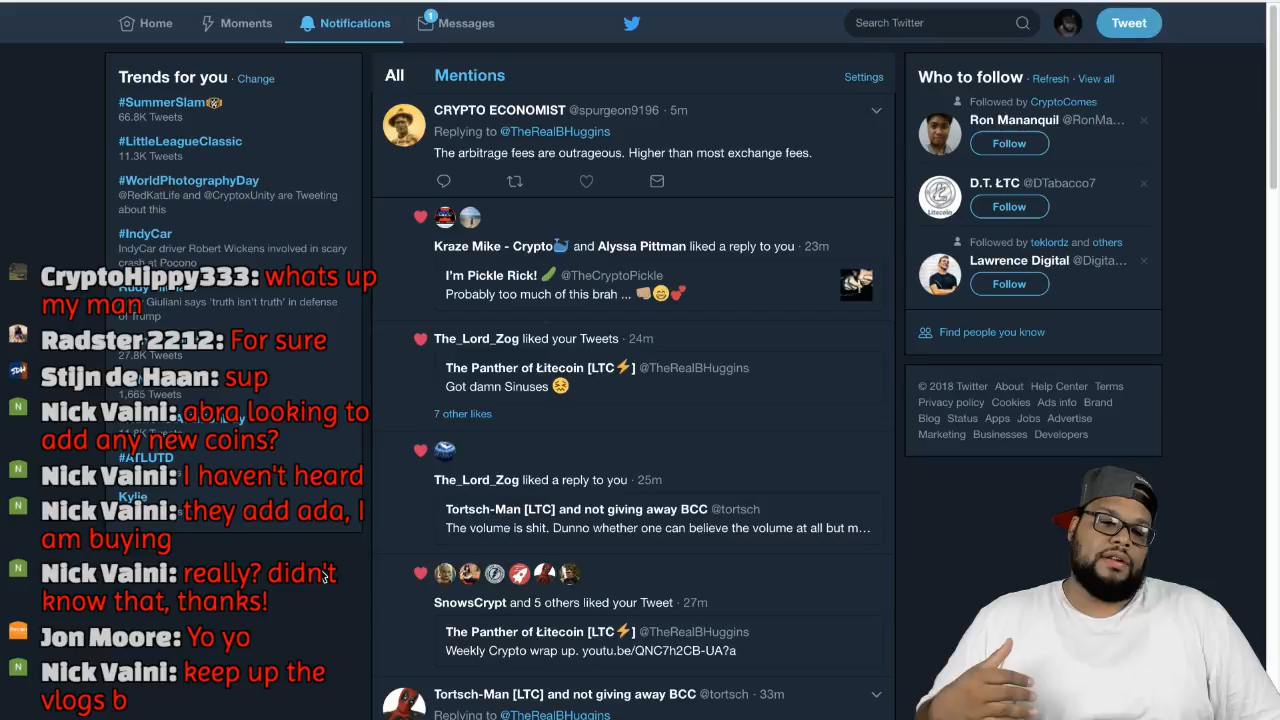 Home
Moments
Notifications
1
Messages
Search Twitter
Tweet
Trends for you · Change
#SummerSlam
66.8K Tweets
#LittleLeagueClassic
11.3K Tweets
#WorldPhotographyDay
@RedKatLife and @CryptoxUnity are Tweeting
about this
#IndyCar
IndyCar driver Robert Wickens involved in scary
crash at Pocono
Giuliani says 'truth isn't truth' in defense
of Trump
27.8K Tweets
1,665 Tweets
#ATLUTD
Kylie
CryptoHippy333: whats up
my man
Radster 2212: For sure
Stijn de Haan: sup
Nick Vaini: abra looking to
add any new coins?
Nick Vaini: I haven't heard
Nick Vaini: they add ada, I
am buying
Nick Vaini: really? didn't
know that, thanks!
Jon Moore: Yo yo
Nick Vaini: keep up the
vlogs b
All
Mentions
Settings
CRYPTO ECONOMIST @spurgeon9196 · 5m
Replying to @TheRealBHuggins
The arbitrage fees are outrageous. Higher than most exchange fees.
Kraze Mike - Crypto🐳 and Alyssa Pittman liked a reply to you · 23m
I'm Pickle Rick! 🥒 @TheCryptoPickle
Probably too much of this brah ... 👊🏼😁💕
The_Lord_Zog liked your Tweets · 24m
The Panther of Łitecoin [LTC⚡] @TheRealBHuggins
Got damn Sinuses 😣
7 other likes
The_Lord_Zog liked a reply to you · 25m
Tortsch-Man [LTC] and not giving away BCC @tortsch
The volume is shit. Dunno whether one can believe the volume at all but m...
SnowsCrypt and 5 others liked your Tweet · 27m
The Panther of Łitecoin [LTC⚡] @TheRealBHuggins
Weekly Crypto wrap up. youtu.be/QNC7h2CB-UA?a
Tortsch-Man [LTC] and not giving away BCC @tortsch · 33m
Replying to @TheRealBHuggins
Who to follow · Refresh · View all
Followed by CryptoComes
Ron Mananquil @RonMa...
Follow
D.T. ŁTC @DTabacco7
Follow
Litecoin
Followed by teklordz and others
Lawrence Digital @Digita...
Follow
Find people you know
© 2018 Twitter About Help Center Terms
Privacy policy Cookies Ads info Brand
Blog Status Apps Jobs Advertise
Marketing Businesses Developers